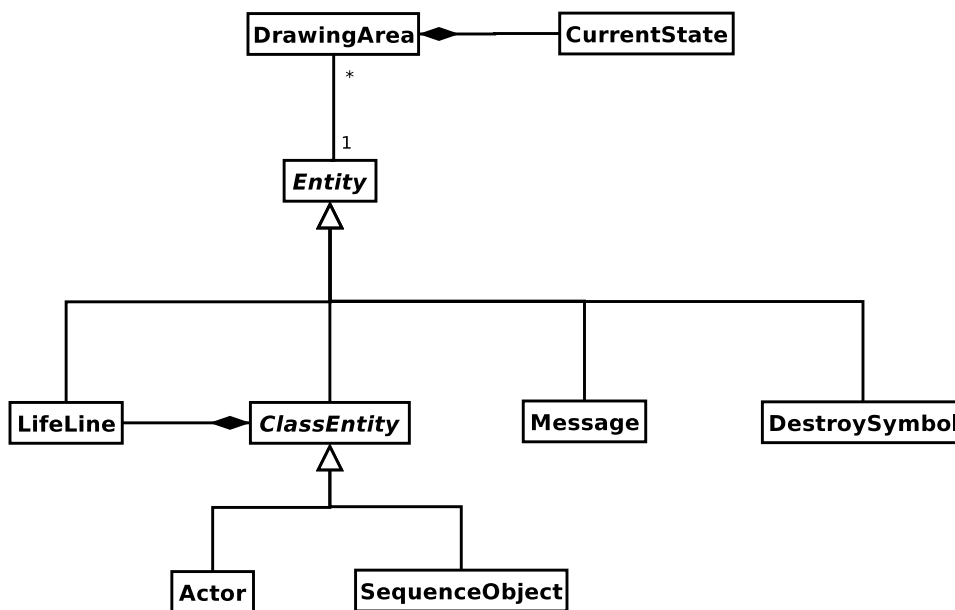 DrawingArea
CurrentState
*
1
Entity
LifeLine
ClassEntity
Message
DestroySymbol
Actor
SequenceObject